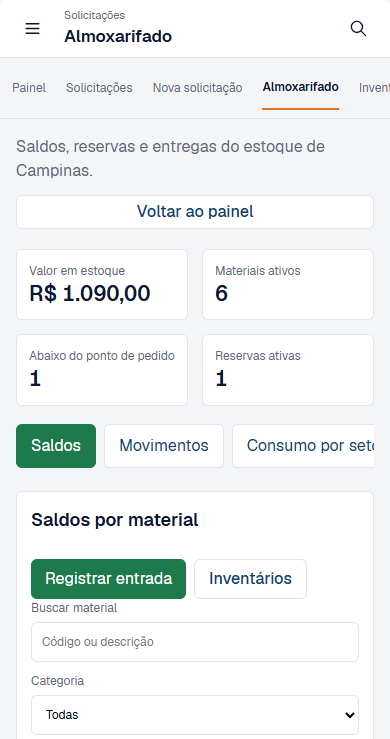 Solicitações
Almoxarifado
Painel Solicitações Nova solicitação Almoxarifado
Saldos, reservas e entregas do estoque de
Campinas.
Voltar ao painel
Valor em estoque
R$ 1.090,00
Materiais ativos
6
Abaixo do ponto de pedido
1
Reservas ativas
1
Saldos Movimentos Consumo por
Saldos por material
Registrar entrada Inventários
Buscar material
Código ou descrição
Categoria
Todas